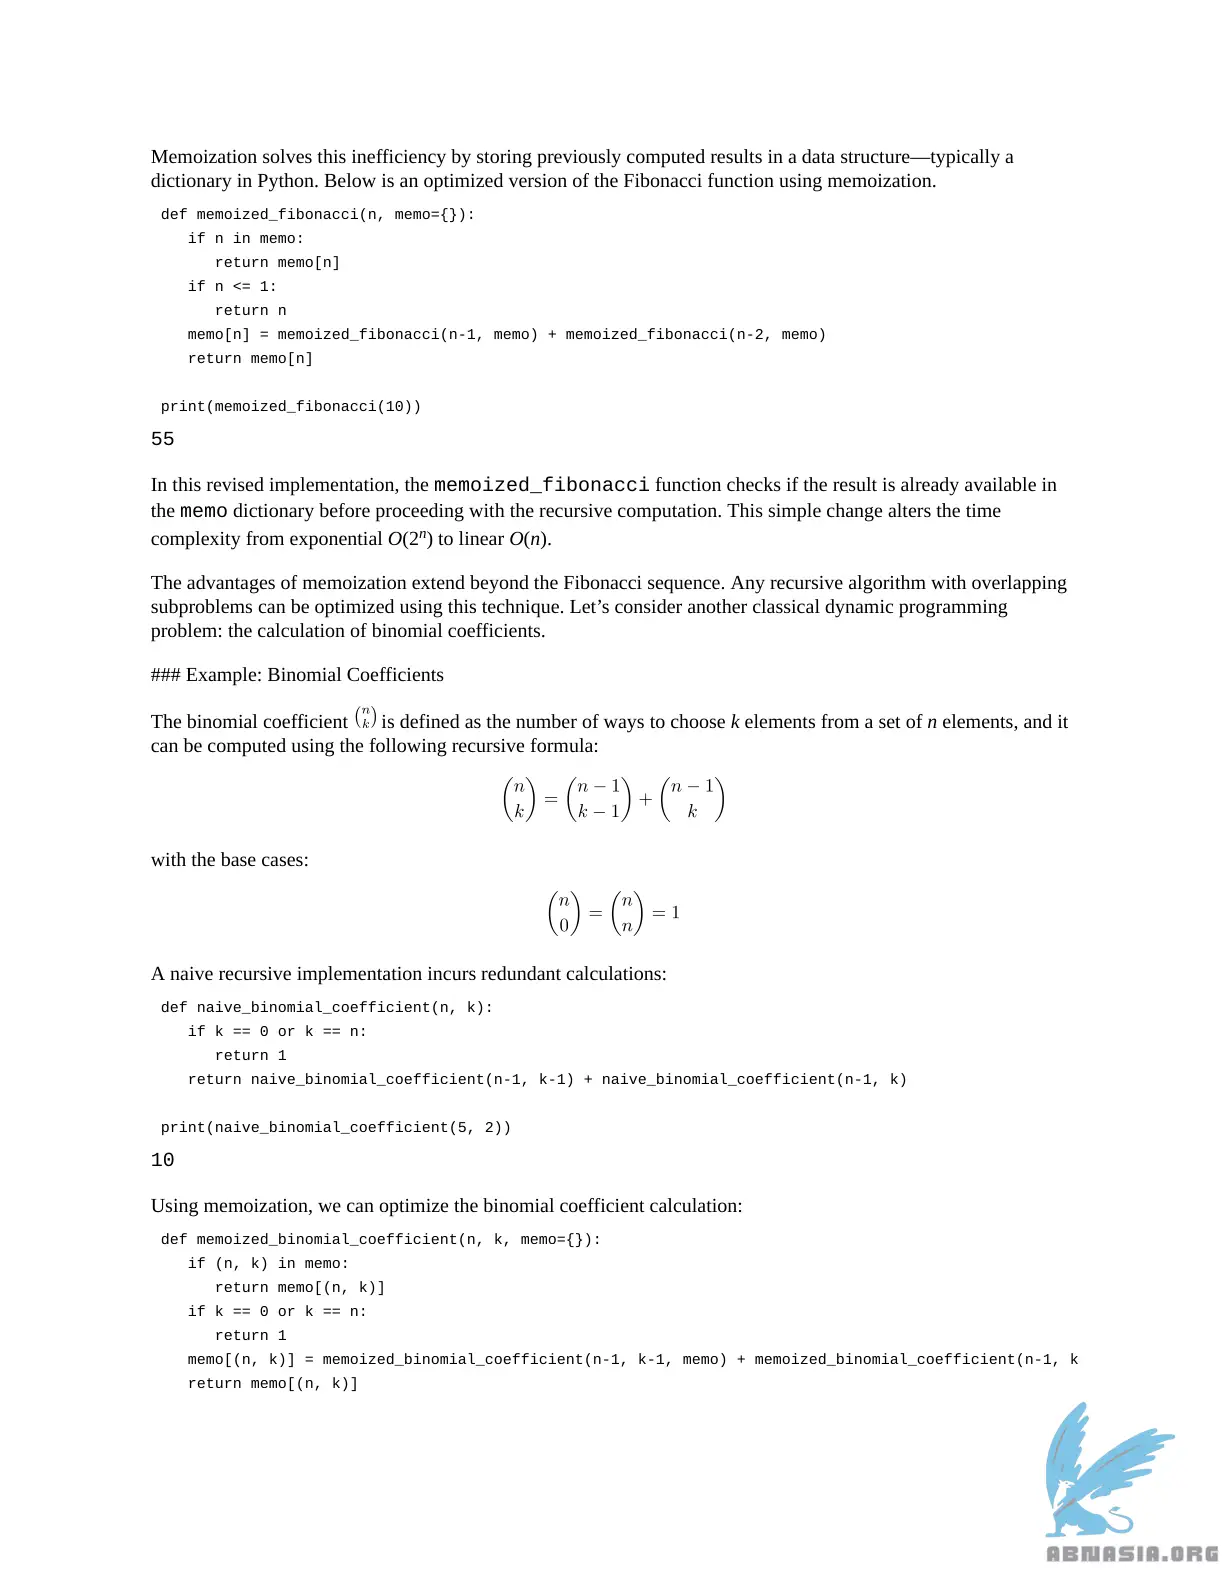 Memoization solves this inefficiency by storing previously computed results in a data structure—typically a
dictionary in Python. Below is an optimized version of the Fibonacci function using memoization.
def memoized_fibonacci(n, memo={}):
   if n in memo:
      return memo[n]
   if n <= 1:
      return n
   memo[n] = memoized_fibonacci(n-1, memo) + memoized_fibonacci(n-2, memo)
   return memo[n]
print(memoized_fibonacci(10))
55
In this revised implementation, the memoized_fibonacci function checks if the result is already available in
the memo dictionary before proceeding with the recursive computation. This simple change alters the time
complexity from exponential O(2ⁿ) to linear O(n).
The advantages of memoization extend beyond the Fibonacci sequence. Any recursive algorithm with overlapping
subproblems can be optimized using this technique. Let’s consider another classical dynamic programming
problem: the calculation of binomial coefficients.
### Example: Binomial Coefficients
The binomial coefficient (n k) is defined as the number of ways to choose k elements from a set of n elements, and it
can be computed using the following recursive formula:
(n k) = (n − 1 k − 1) + (n − 1 k)
with the base cases:
(n 0) = (n n) = 1
A naive recursive implementation incurs redundant calculations:
def naive_binomial_coefficient(n, k):
   if k == 0 or k == n:
      return 1
   return naive_binomial_coefficient(n-1, k-1) + naive_binomial_coefficient(n-1, k)
print(naive_binomial_coefficient(5, 2))
10
Using memoization, we can optimize the binomial coefficient calculation:
def memoized_binomial_coefficient(n, k, memo={}):
   if (n, k) in memo:
      return memo[(n, k)]
   if k == 0 or k == n:
      return 1
   memo[(n, k)] = memoized_binomial_coefficient(n-1, k-1, memo) + memoized_binomial_coefficient(n-1, k
   return memo[(n, k)]
ABNASIA.ORG